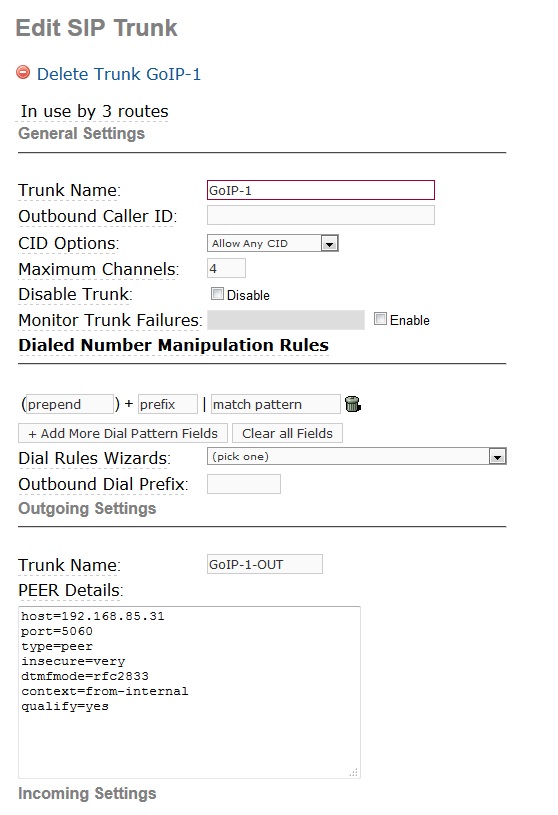 Edit SIP Trunk
Delete Trunk GoIP-1
In use by 3 routes
General Settings
Trunk Name: GoIP-1
Outbound Caller ID:
CID Options: Allow Any CID
Maximum Channels: 4
Disable Trunk: Disable
Monitor Trunk Failures: Enable
Dialed Number Manipulation Rules
(prepend) + prefix | match pattern
+ Add More Dial Pattern Fields Clear all Fields
Dial Rules Wizards: (pick one)
Outbound Dial Prefix:
Outgoing Settings
Trunk Name: GoIP-1-OUT
PEER Details:
host=192.168.85.31
port=5060
type=peer
insecure=very
dtmfmode=rfc2833
context=from-internal
qualify=yes
Incoming Settings